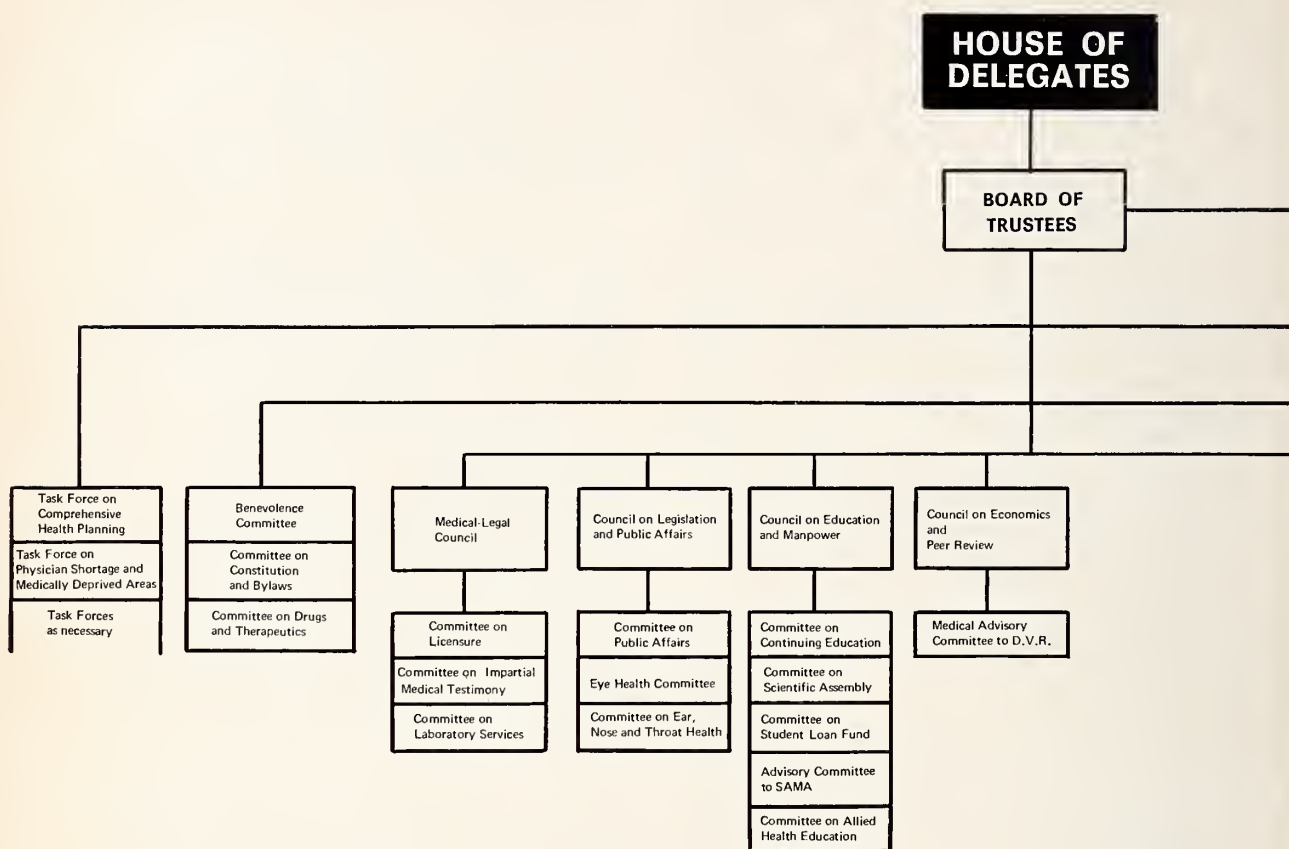 HOUSE OF
DELEGATES
BOARD OF
TRUSTEES
Task Force on
Comprehensive
Health Planning
Task Force on
Physician Shortage and
Medically Deprived Areas
Task Forces
as necessary
Benevolence
Committee
Committee on
Constitution
and Bylaws
Committee on Drugs
and Therapeutics
Medical-Legal
Council
Committee on
Licensure
Committee on Impartial
Medical Testimony
Committee on
Laboratory Services
Council on Legislation
and Public Affairs
Committee on
Public Affairs
Eye Health Committee
Committee on Ear,
Nose and Throat Health
Council on Education
and Manpower
Committee on
Continuing Education
Committee on
Scientific Assembly
Committee on
Student Loan Fund
Advisory Committee
to SAMA
Committee on Allied
Health Education
Council on Economics
and
Peer Review
Medical Advisory
Committee to D.V.R.